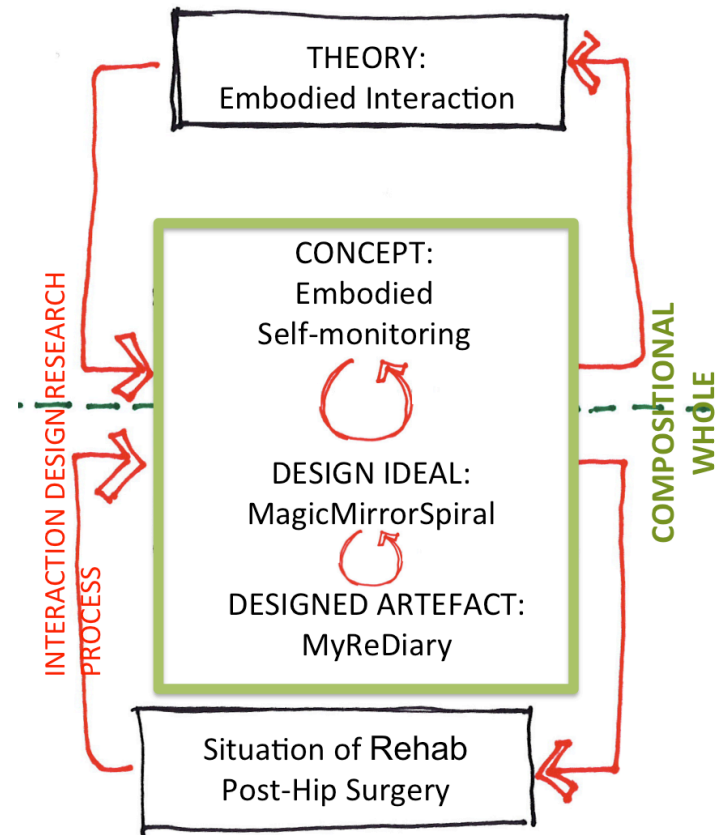 THEORY:
Embodied Interaction
CONCEPT:
Embodied
Self-monitoring
DESIGN IDEAL:
MagicMirrorSpiral
DESIGNED ARTEFACT:
MyReDiary
Situation of Rehab
Post-Hip Surgery
INTERACTION DESIGN RESEARCH
PROCESS
COMPOSITIONAL
WHOLE